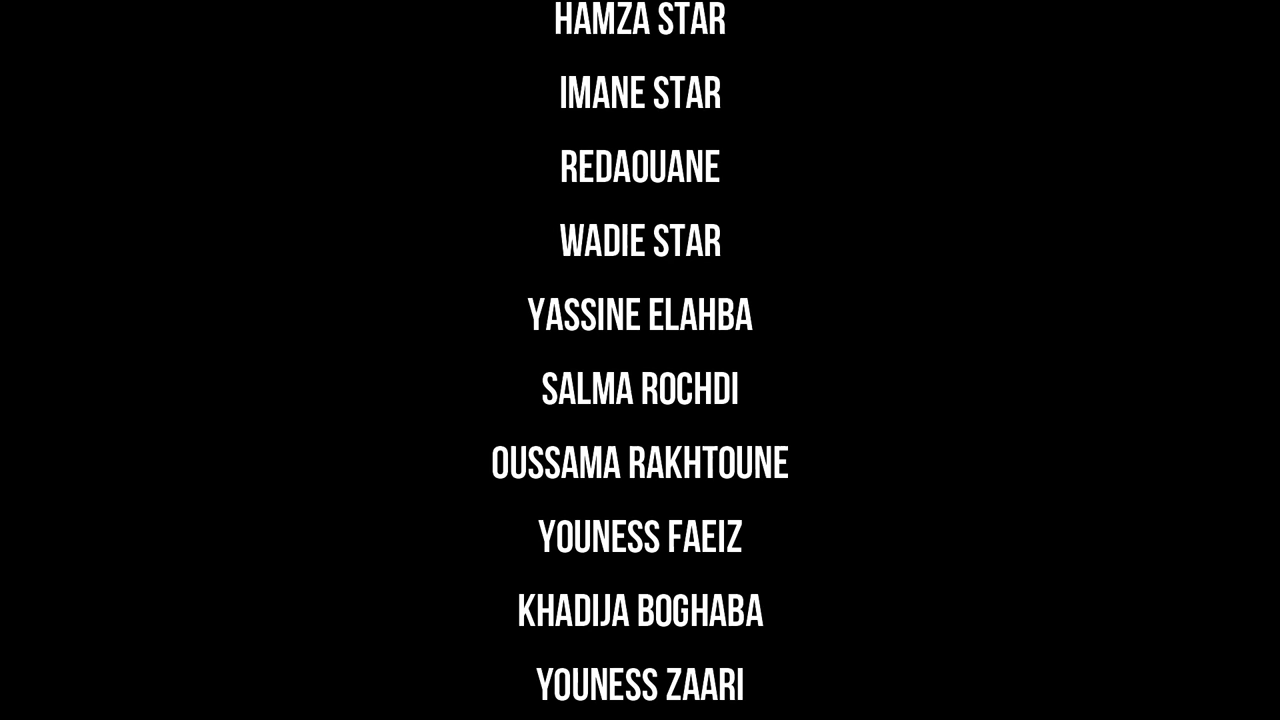 HAMZA STAR
IMANE STAR
REDAOUANE
WADIE STAR
YASSINE ELAHBA
SALMA ROCHDI
OUSSAMA RAKHTOUNE
YOUNESS FAEIZ
KHADIJA BOGHABA
YOUNESS ZAARI